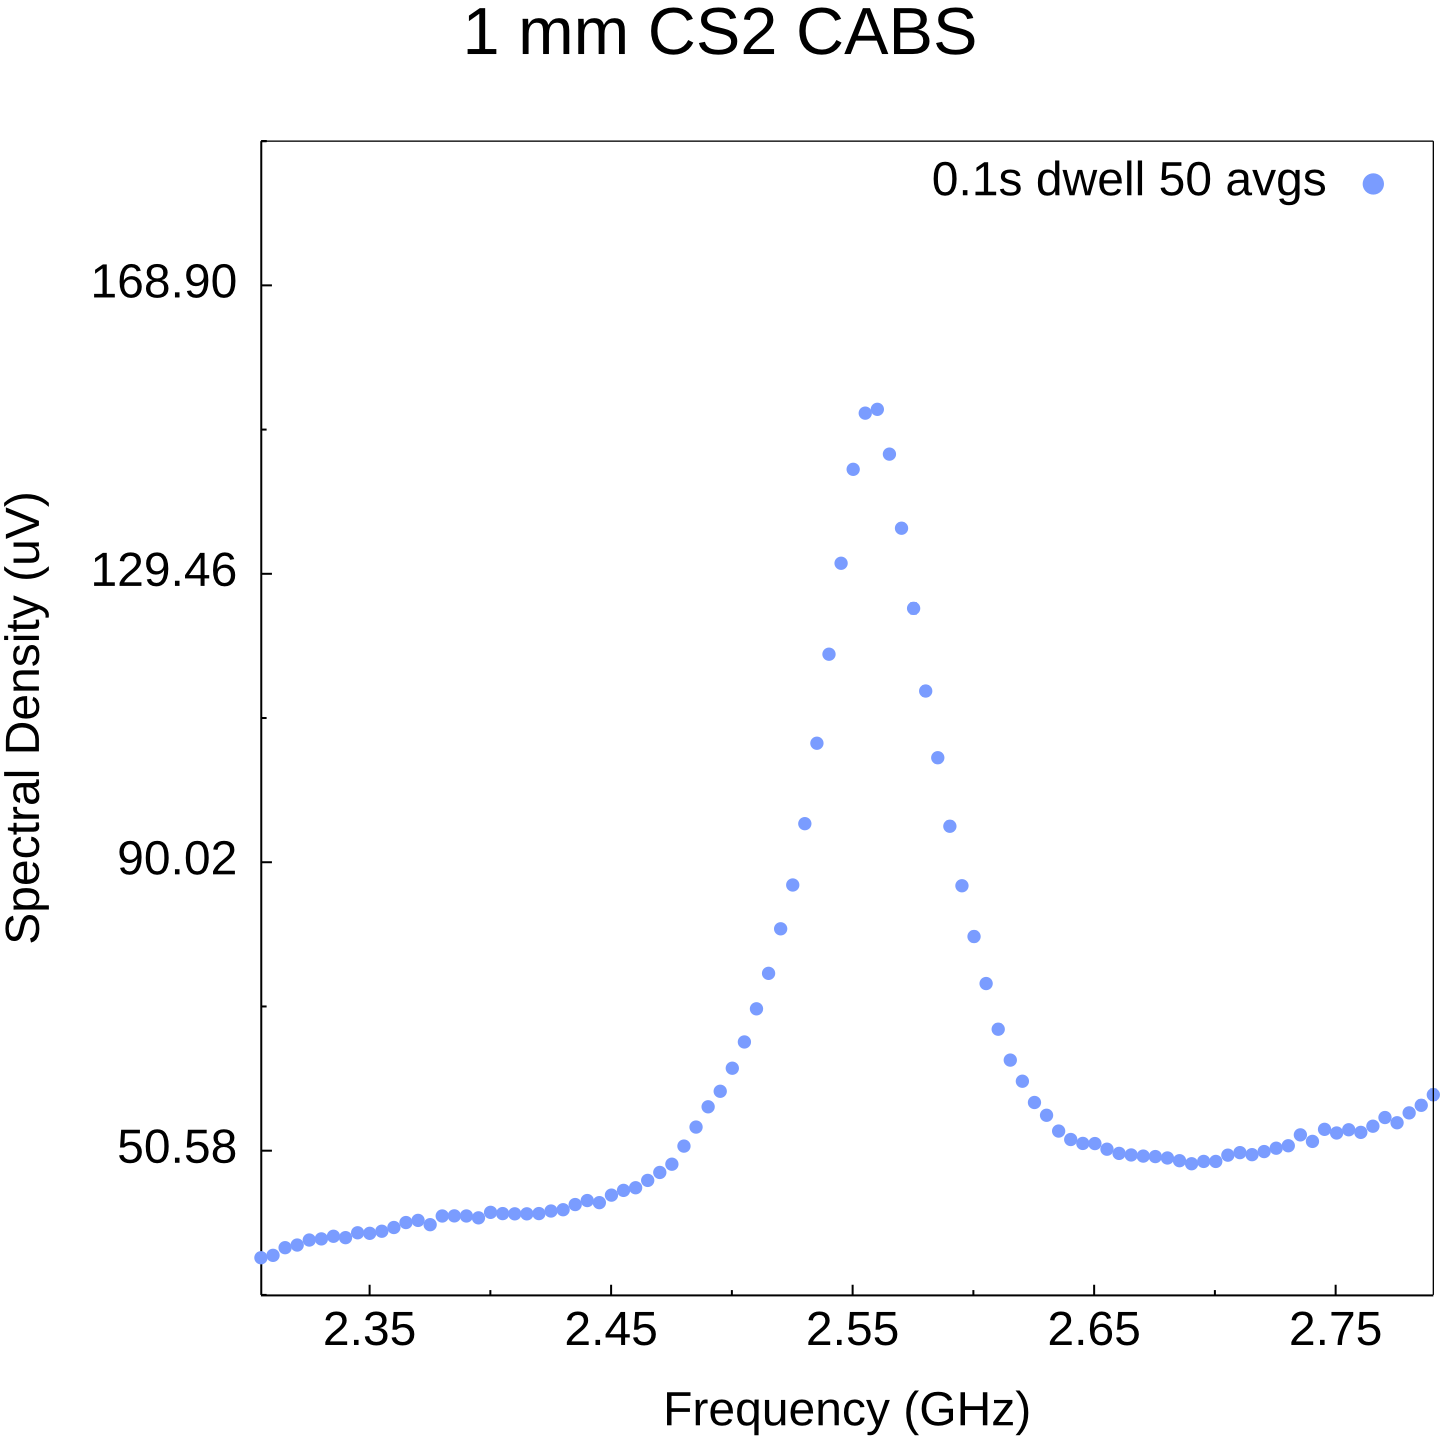 1 mm CS2 CABS
0.1s dwell 50 avgs
168.90
129.46
90.02
50.58
Spectral Density (uV)
2.35 2.45 2.55 2.65 2.75
Frequency (GHz)